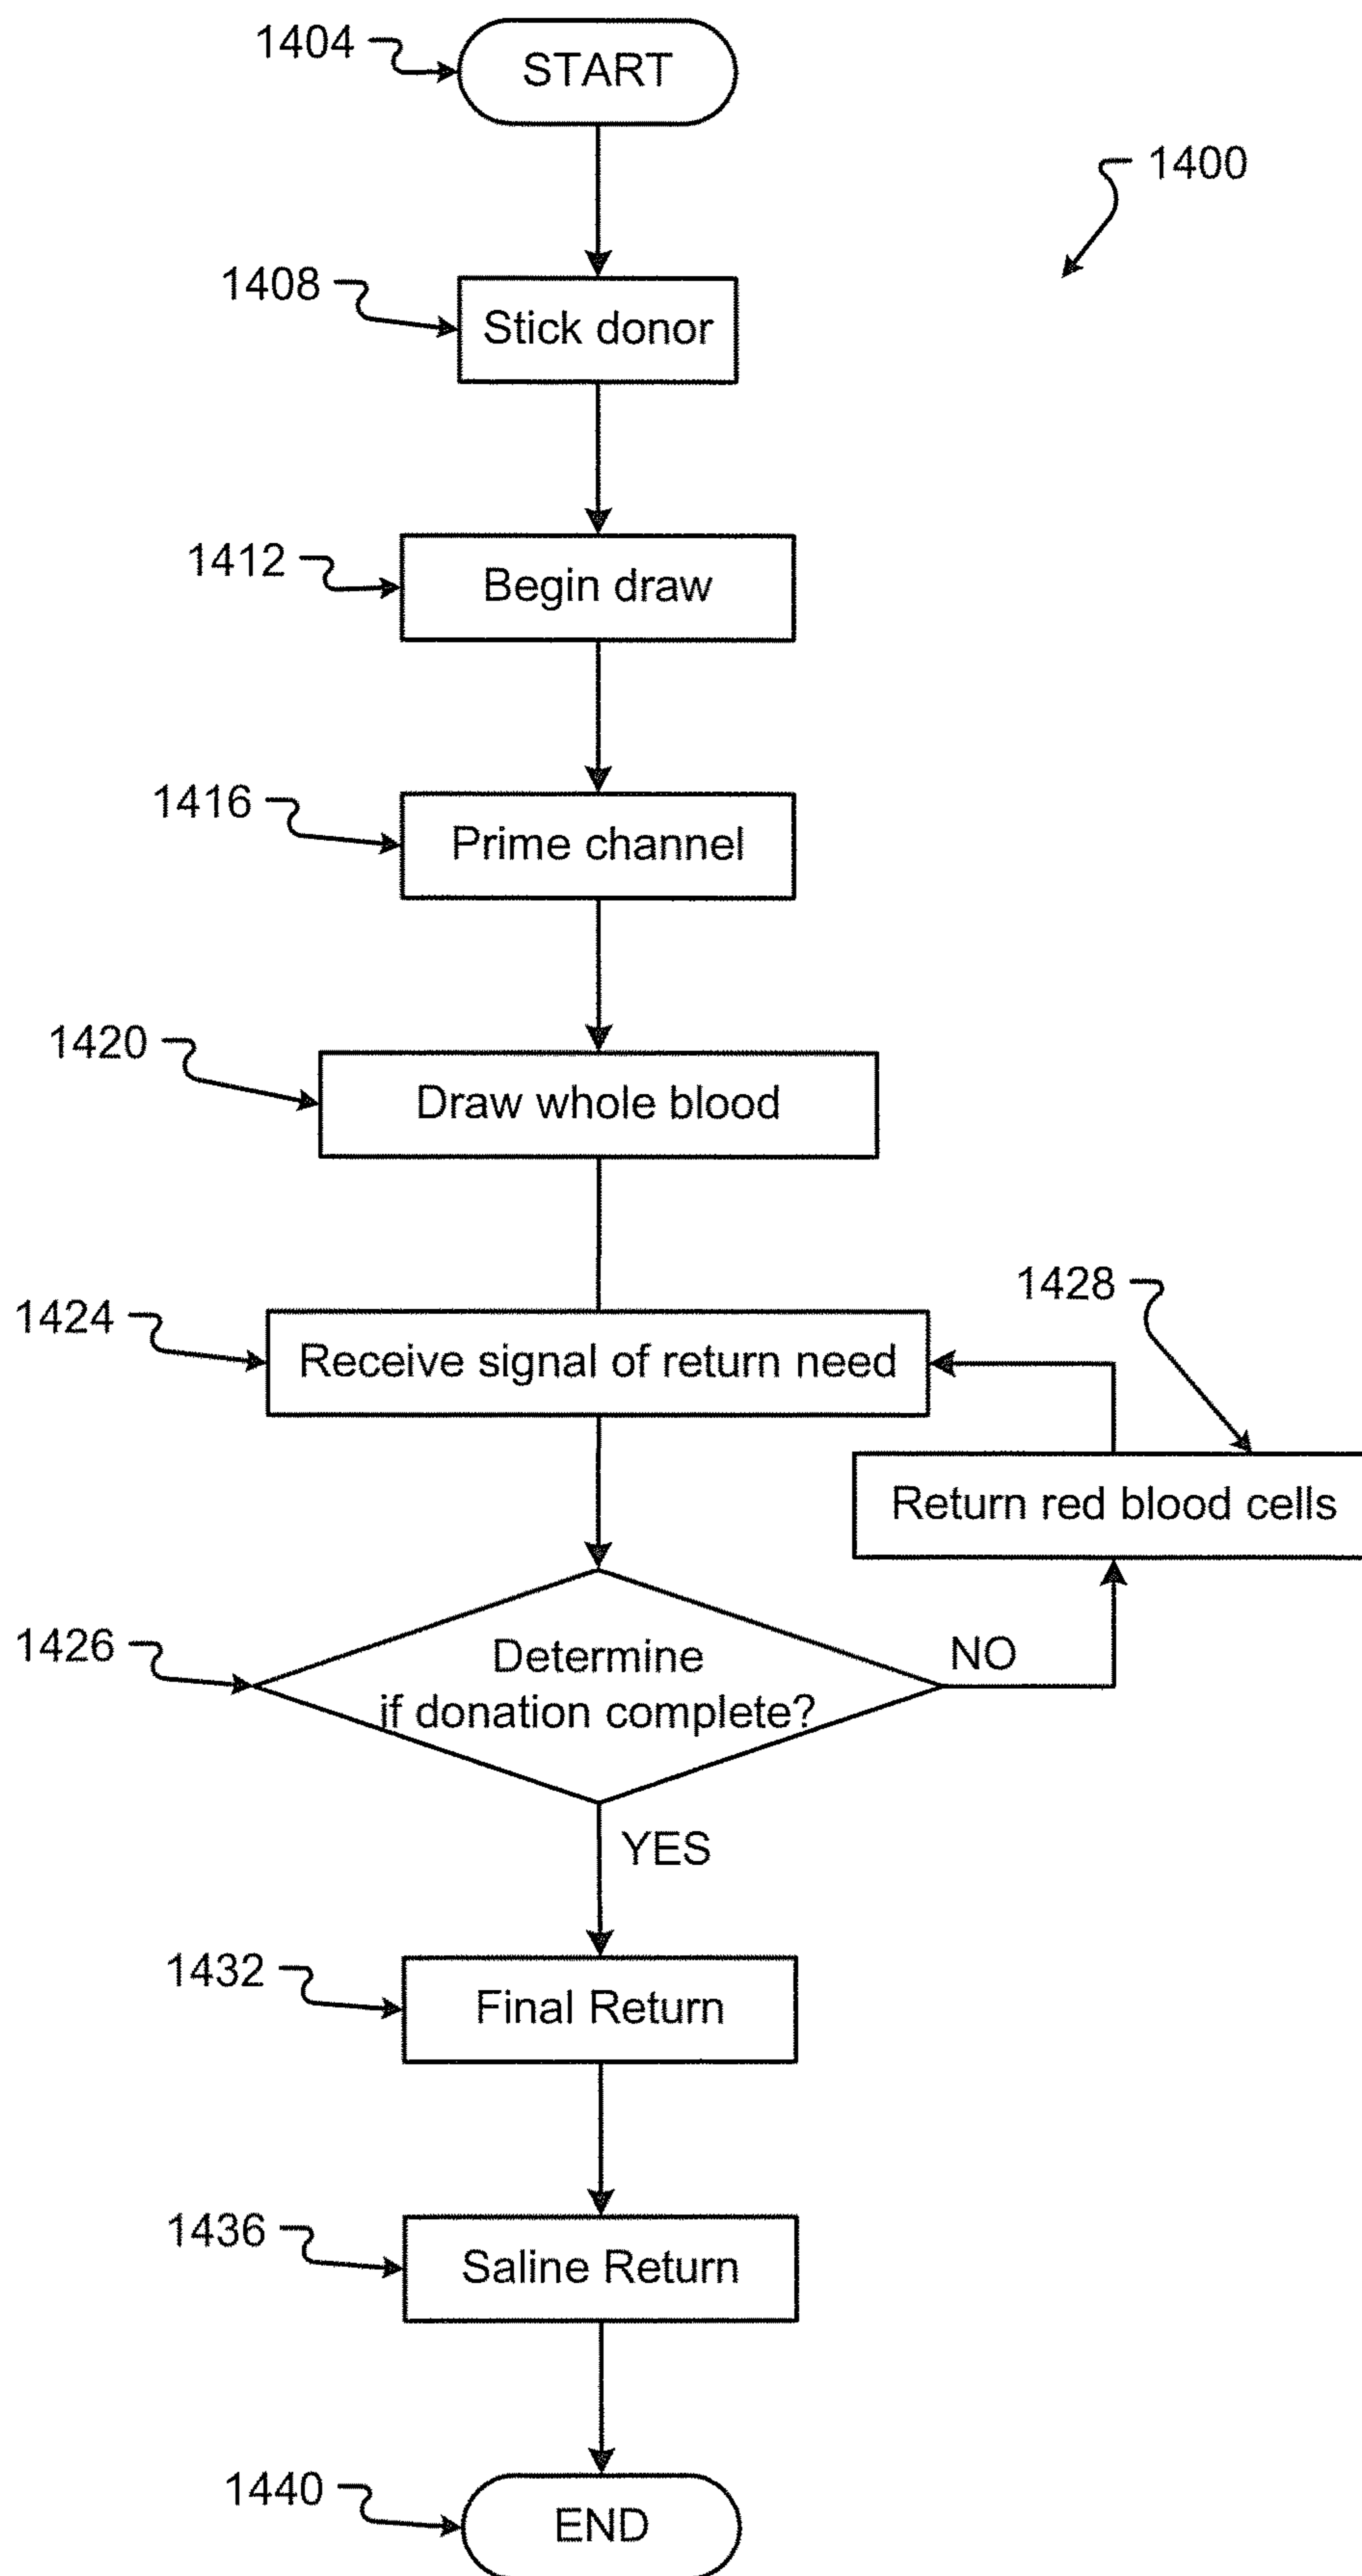 1404
START
1400
1408
Stick donor
1412
Begin draw
1416
Prime channel
1420
Draw whole blood
1428
1424
Receive signal of return need
Return red blood cells
1426
Determine
if donation complete?
NO
YES
1432
Final Return
1436
Saline Return
1440
END